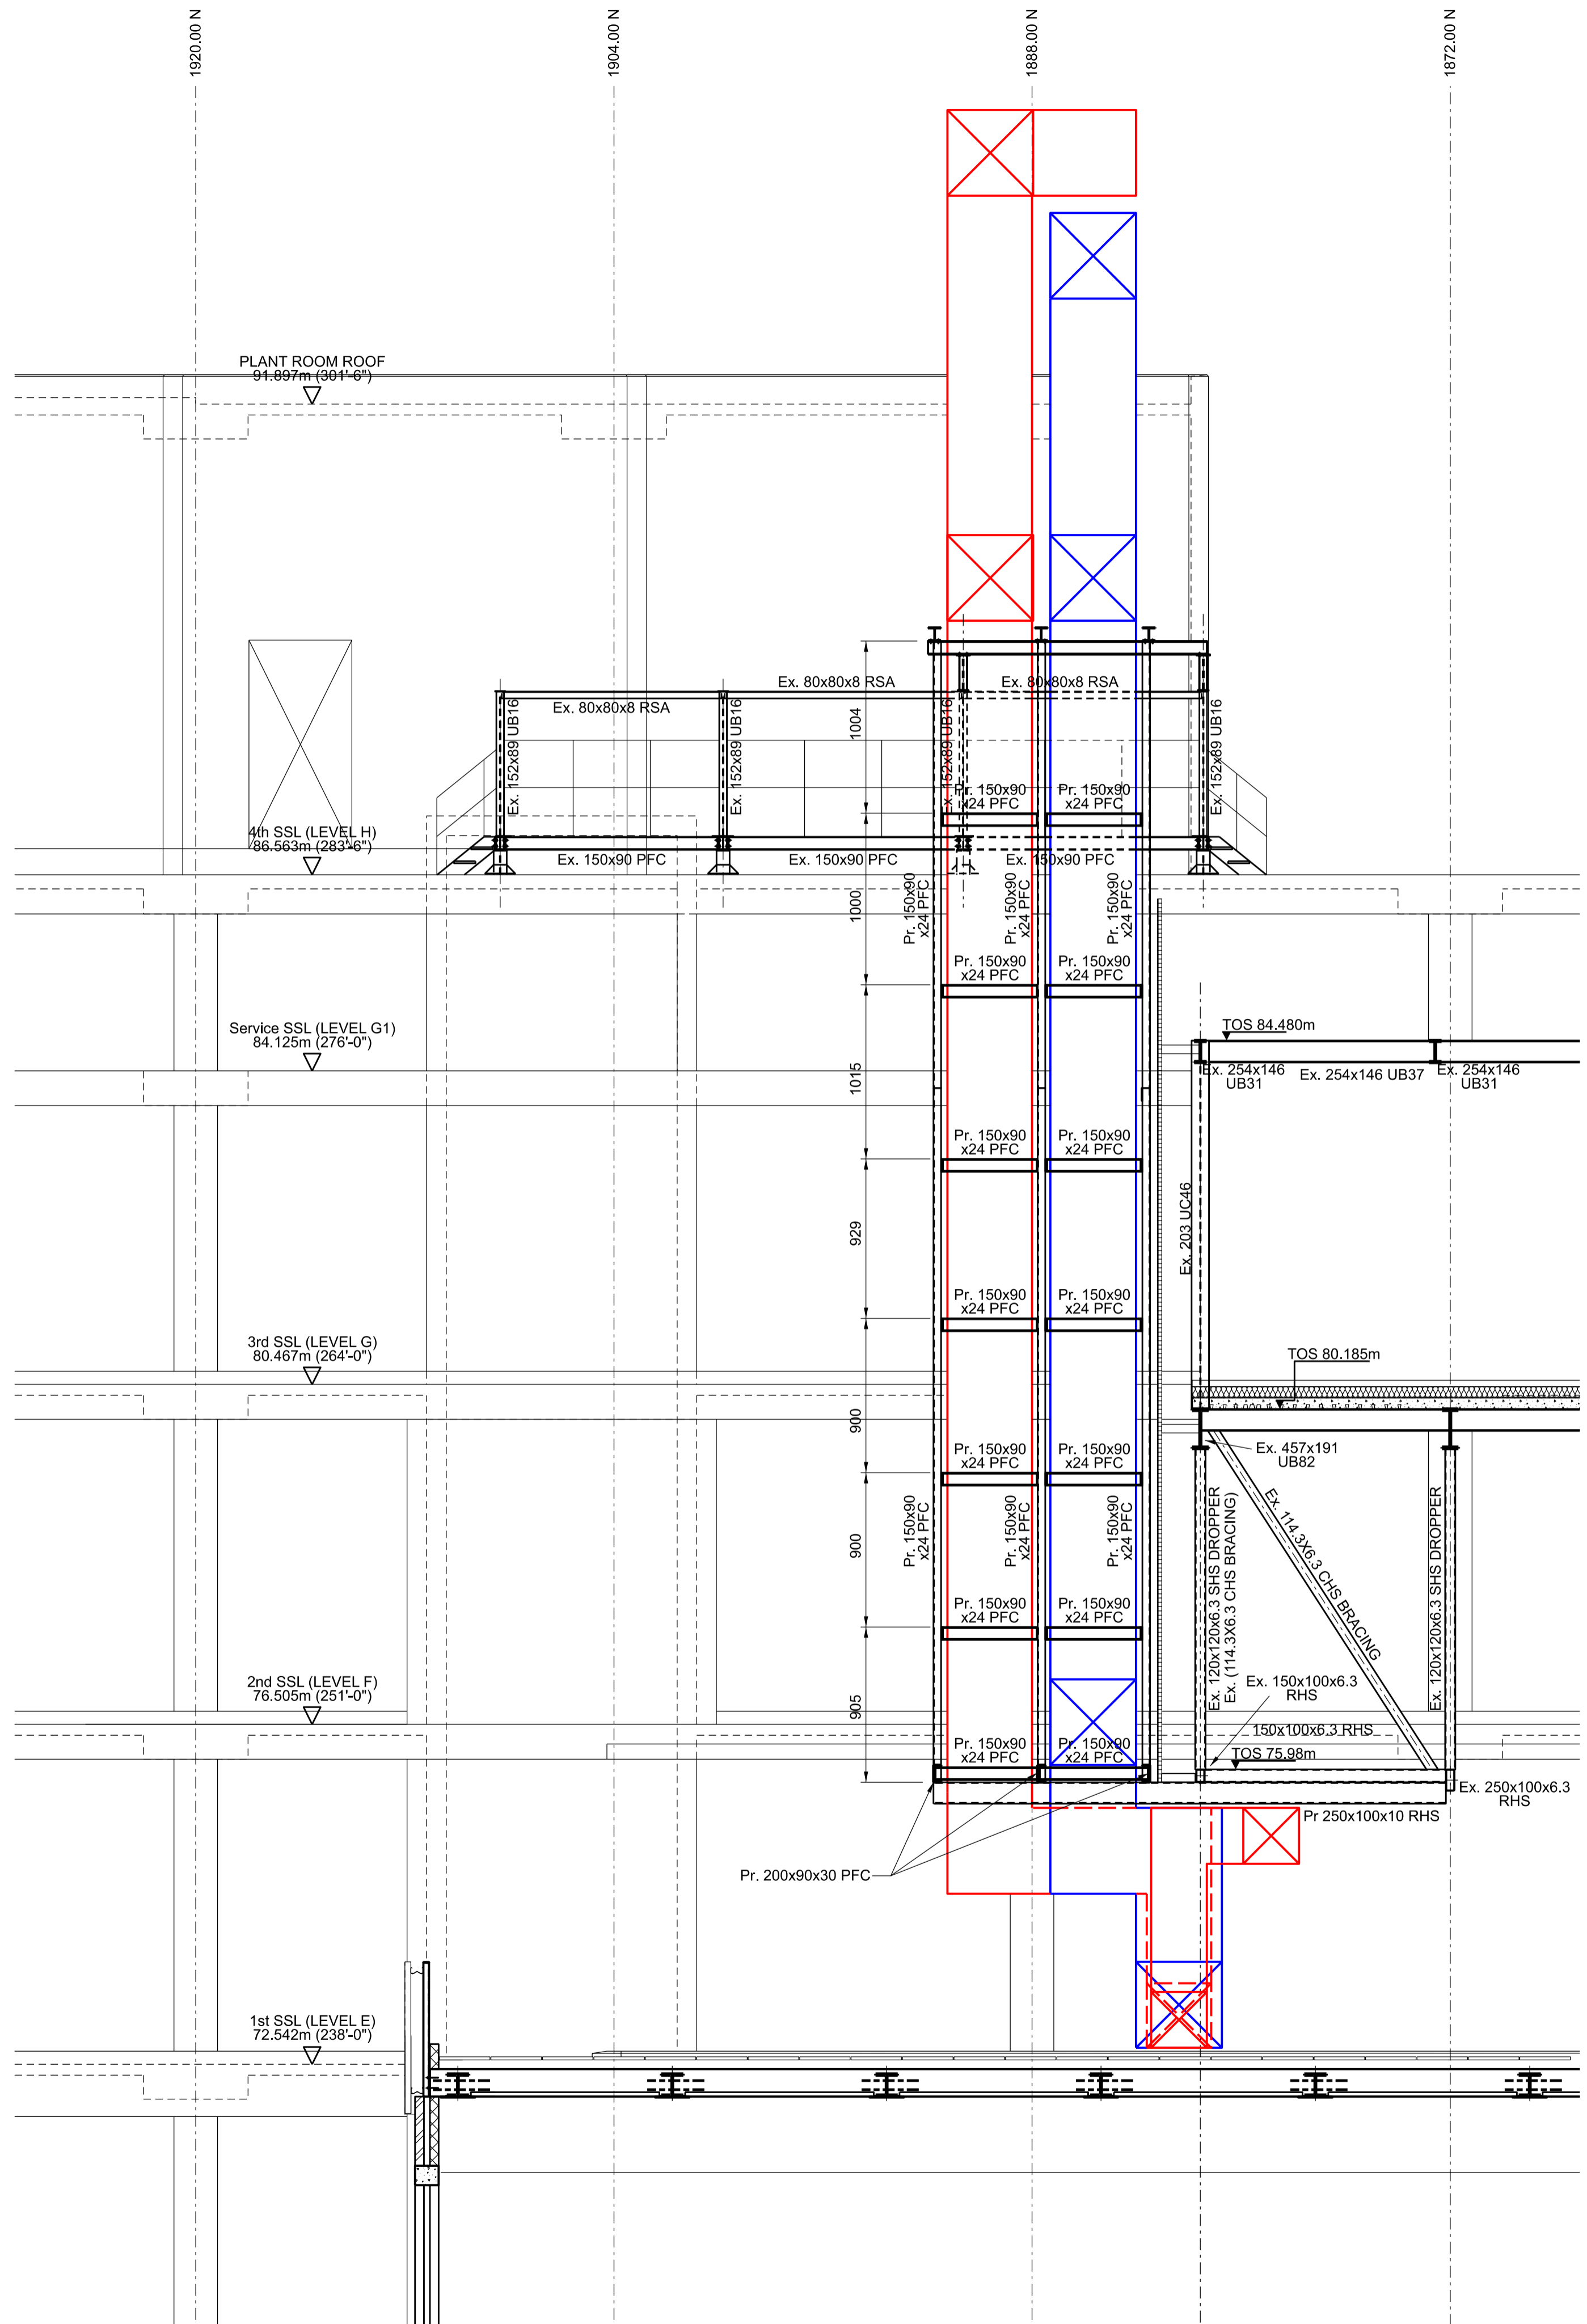 1920.00 N
1904.00 N
1888.00 N
1872.00 N
PLANT ROOM ROOF
91.897m (301'-6")
Ex. 80x80x8 RSA
Ex. 80x80x8 RSA
Ex. 80x80x8 RSA
Ex. 152x89 UB16
Ex. 152x89 UB16
Ex. 152x89 UB16
Ex. 152x89 UB16
1004
Pr. 150x90
x24 PFC
Pr. 150x90
x24 PFC
4th SSL (LEVEL H)
86.563m (283'-6")
Ex. 150x90 PFC
Ex. 150x90 PFC
Ex. 150x90 PFC
1000
Pr. 150x90
x24 PFC
Pr. 150x90
x24 PFC
Pr. 150x90
x24 PFC
Pr. 150x90
x24 PFC
Pr. 150x90
x24 PFC
Service SSL (LEVEL G1)
84.125m (276'-0")
TOS 84.480m
Ex. 254x146
UB31
Ex. 254x146 UB37
Ex. 254x146
UB31
1015
Pr. 150x90
x24 PFC
Pr. 150x90
x24 PFC
Ex. 203 UC46
929
Pr. 150x90
x24 PFC
Pr. 150x90
x24 PFC
3rd SSL (LEVEL G)
80.467m (264'-0")
TOS 80.185m
900
Pr. 150x90
x24 PFC
Pr. 150x90
x24 PFC
Ex. 457x191
UB82
Pr. 150x90
x24 PFC
Pr. 150x90
x24 PFC
Pr. 150x90
x24 PFC
900
Ex. 120x120x6.3 SHS DROPPER
Ex. (114.3X6.3 CHS BRACING)
Ex. 114.3X6.3 CHS BRACING
Ex. 120x120x6.3 SHS DROPPER
Pr. 150x90
x24 PFC
Pr. 150x90
x24 PFC
2nd SSL (LEVEL F)
76.505m (251'-0")
905
Ex. 150x100x6.3
RHS
150x100x6.3 RHS
Pr. 150x90
x24 PFC
Pr. 150x90
x24 PFC
TOS 75.98m
Ex. 250x100x6.3
RHS
Pr 250x100x10 RHS
Pr. 200x90x30 PFC
1st SSL (LEVEL E)
72.542m (238'-0")